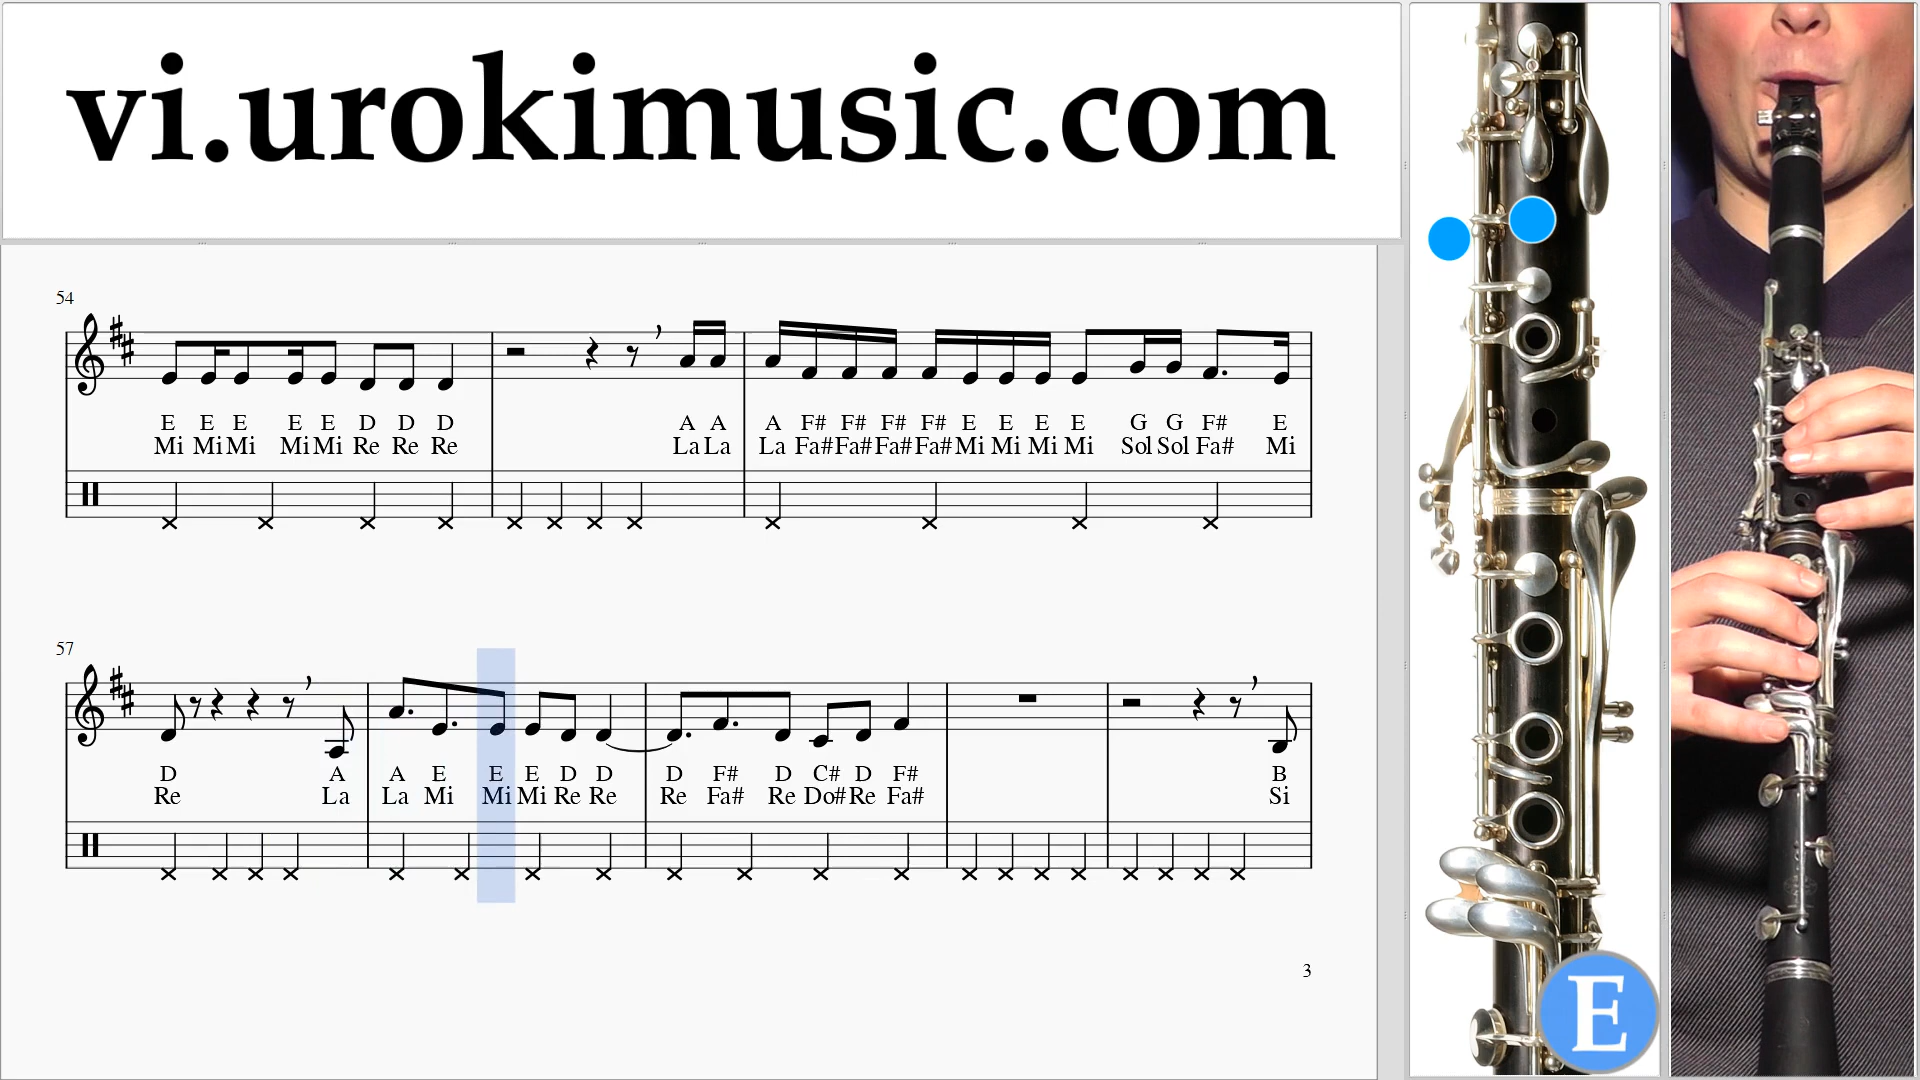 vi.urokimusic.com
54
E E E E E D D D A A A F# F# F# F# E E E E G G F# E
Mi Mi Mi Mi Mi Re Re Re La La La Fa# Fa# Fa# Fa# Mi Mi Mi Mi Sol Sol Fa# Mi
57
D A A E E E D D D F# D C# D F# B
Re La La Mi Mi Mi Re Re Re Fa# Re Do# Re Fa# Si
3
E